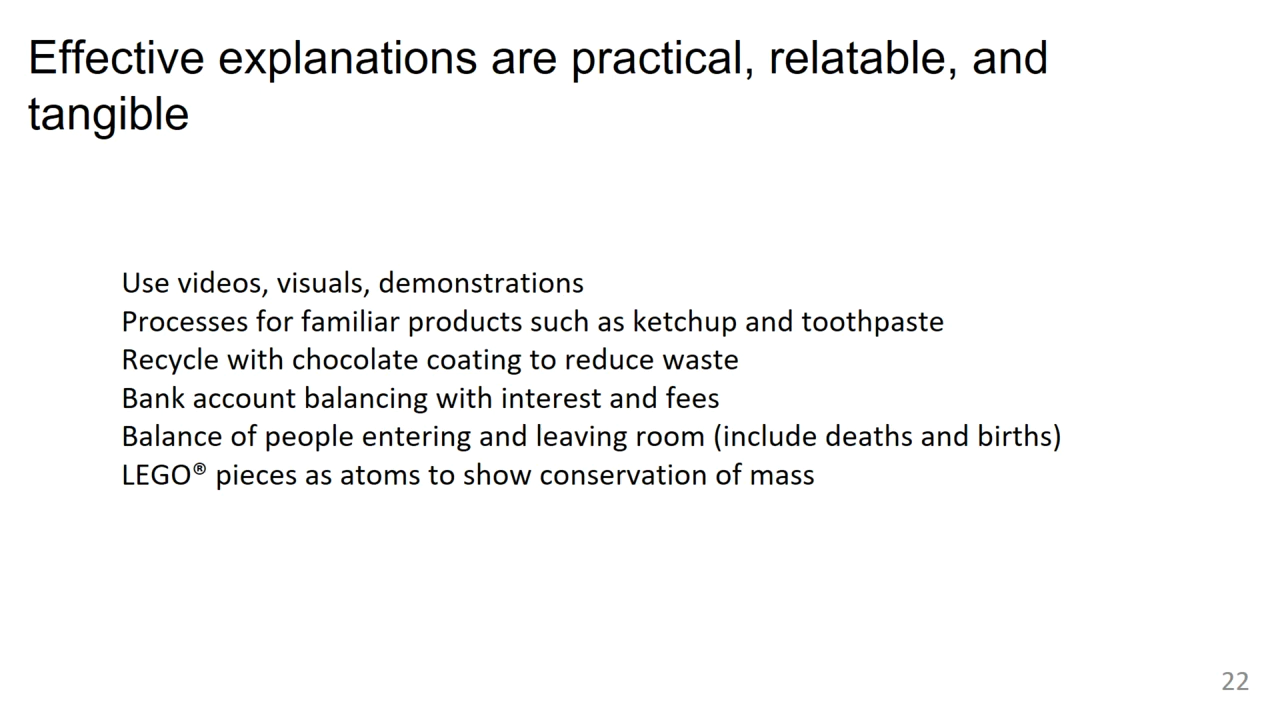 Effective explanations are practical, relatable, and
tangible
Use videos, visuals, demonstrations
Processes for familiar products such as ketchup and toothpaste
Recycle with chocolate coating to reduce waste
Bank account balancing with interest and fees
Balance of people entering and leaving room (include deaths and births)
LEGO® pieces as atoms to show conservation of mass
22